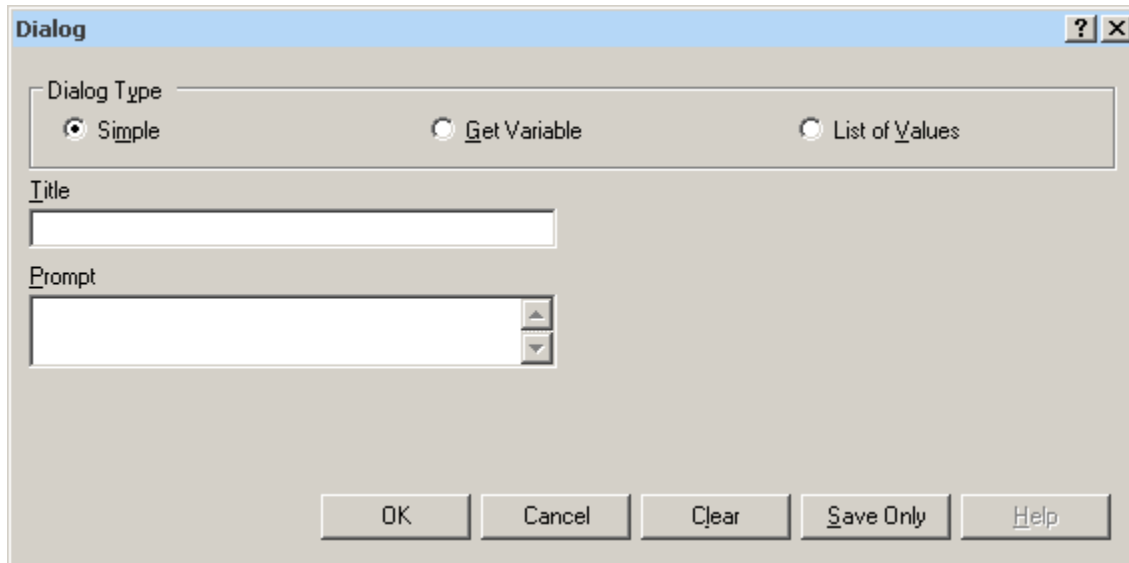 Dialog
Dialog Type
Simple Get Variable List of Values
Title
Prompt
OK Cancel Clear Save Only Help